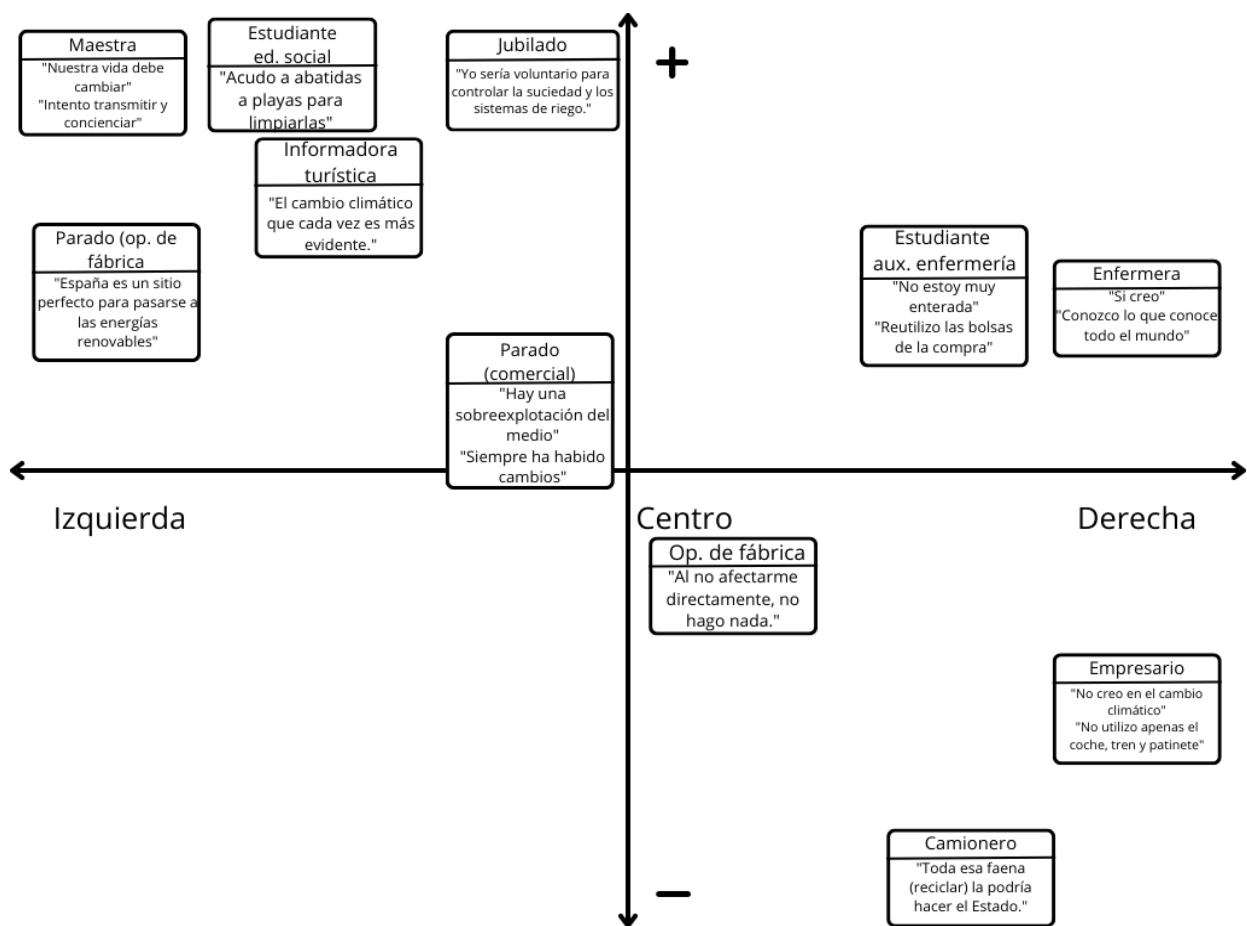 Maestra
"Nuestra vida debe
cambiar"
"Intento transmitir y
concienciar"
Estudiante
ed. social
"Acudo a abatidas
a playas para
limpiarlas"
Jubilado
"Yo sería voluntario para
controlar la suciedad y los
sistemas de riego."
+
Informadora
turística
"El cambio climático
que cada vez es más
evidente."
Parado (op. de
fábrica
"España es un sitio
perfecto para pasarse a
las energías
renovables"
Estudiante
aux. enfermería
"No estoy muy
enterada"
"Reutilizo las bolsas
de la compra"
Enfermera
"Si creo"
"Conozco lo que conoce
todo el mundo"
Parado
(comercial)
"Hay una
sobreexplotación del
medio"
"Siempre ha habido
cambios"
Izquierda
Centro
Derecha
Op. de fábrica
"Al no afectarme
directamente, no
hago nada."
Empresario
"No creo en el cambio
climático"
"No utilizo apenas el
coche, tren y patinete"
Camionero
"Toda esa faena
(reciclar) la podría
hacer el Estado."
−